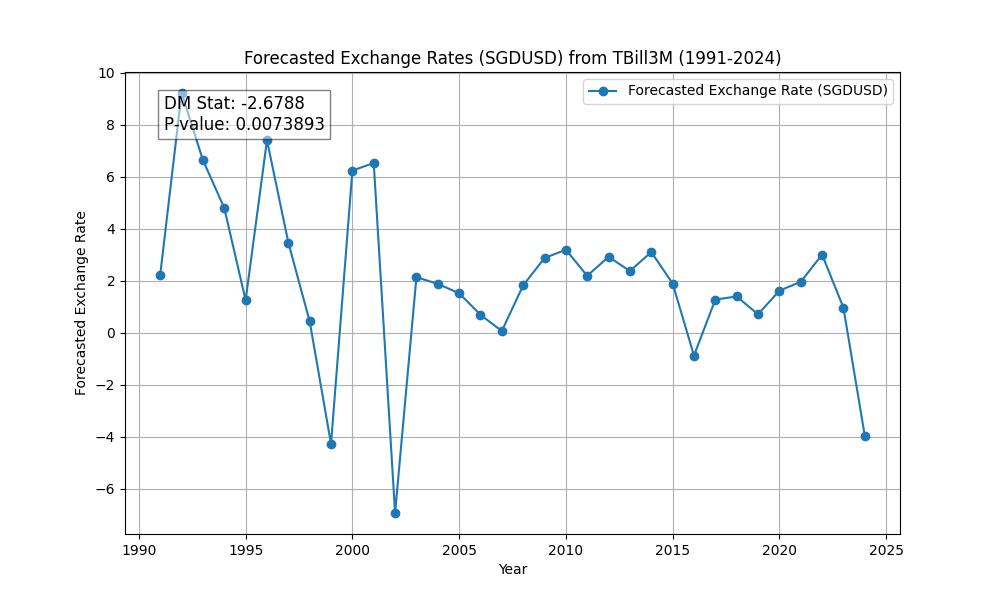 Forecasted Exchange Rates (SGDUSD) from TBill3M (1991-2024)
DM Stat: -2.6788
P-value: 0.0073893
Forecasted Exchange Rate (SGDUSD)
Forecasted Exchange Rate
10
8
6
4
2
0
−2
−4
−6
1990 1995 2000 2005 2010 2015 2020 2025
Year